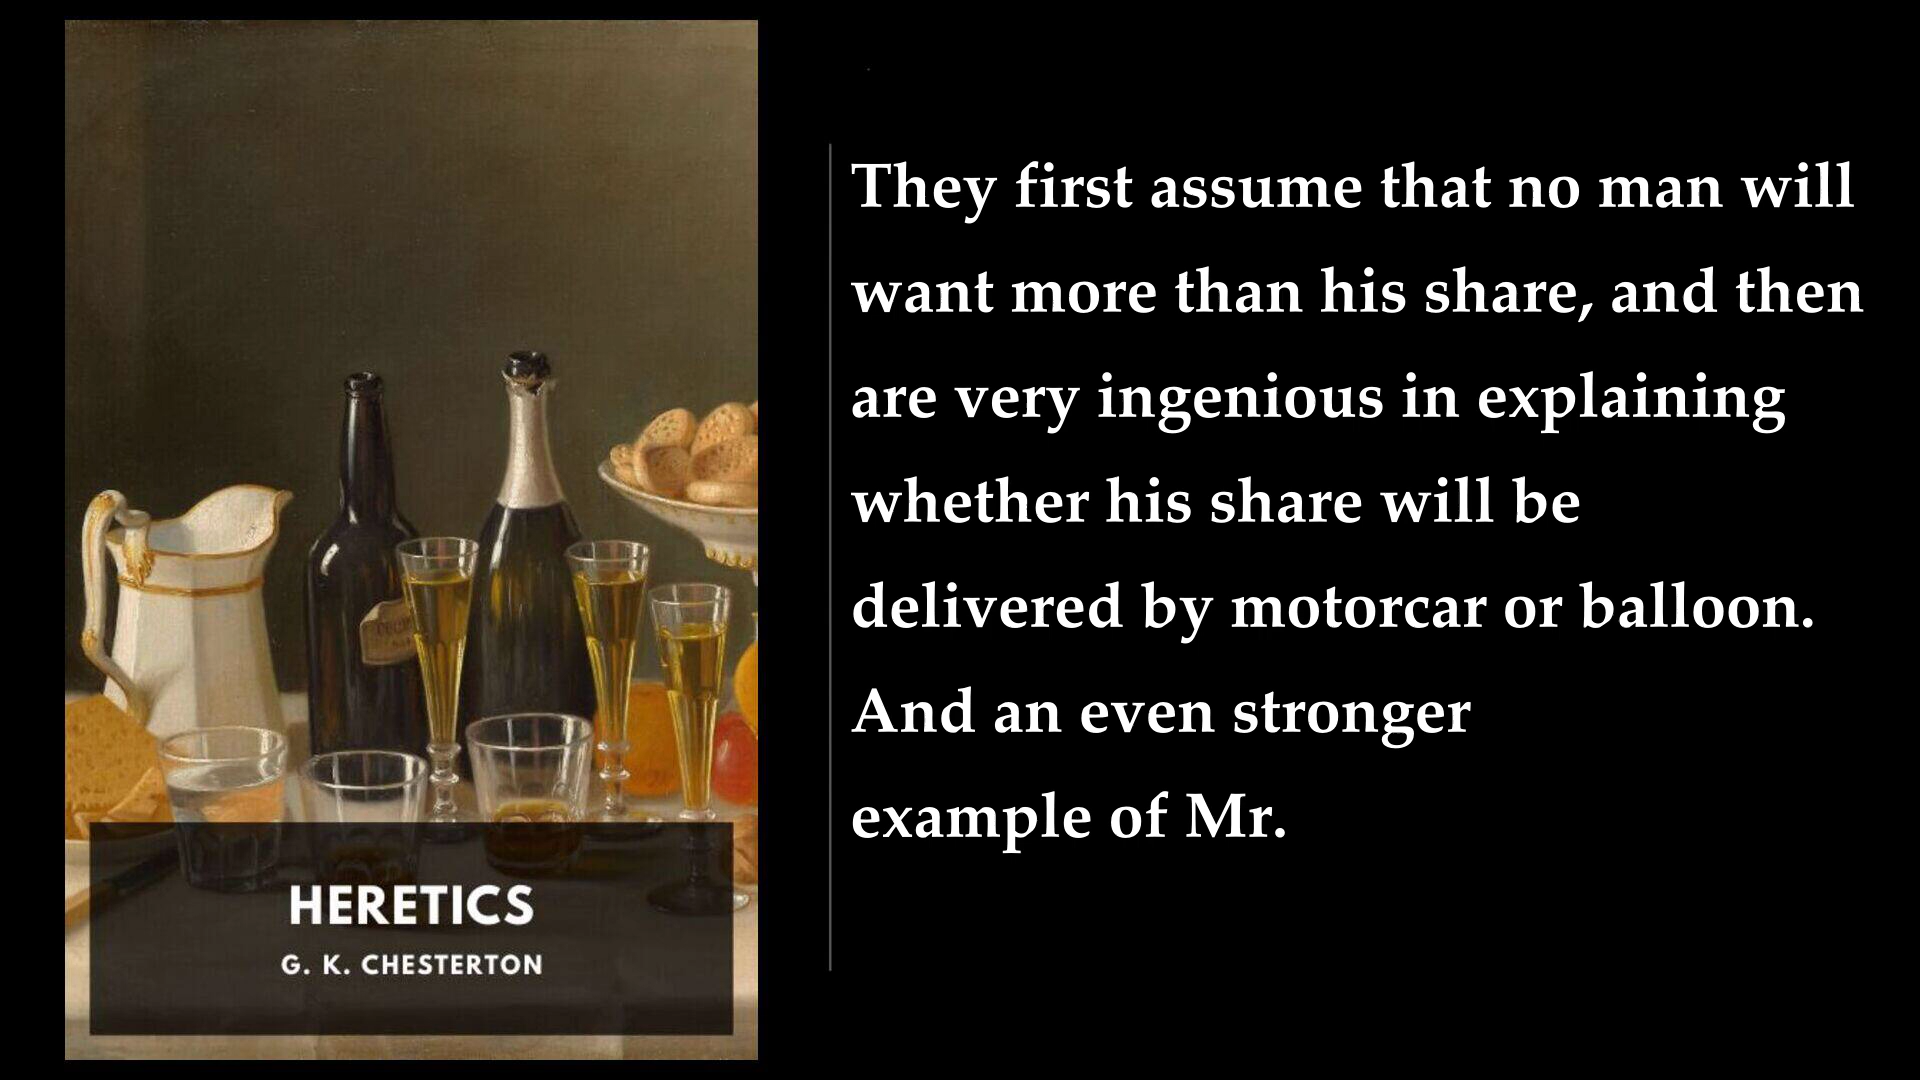 They first assume that no man will
want more than his share, and then
are very ingenious in explaining
whether his share will be
delivered by motorcar or balloon.
And an even stronger
example of Mr.
HERETICS
G. K. CHESTERTON